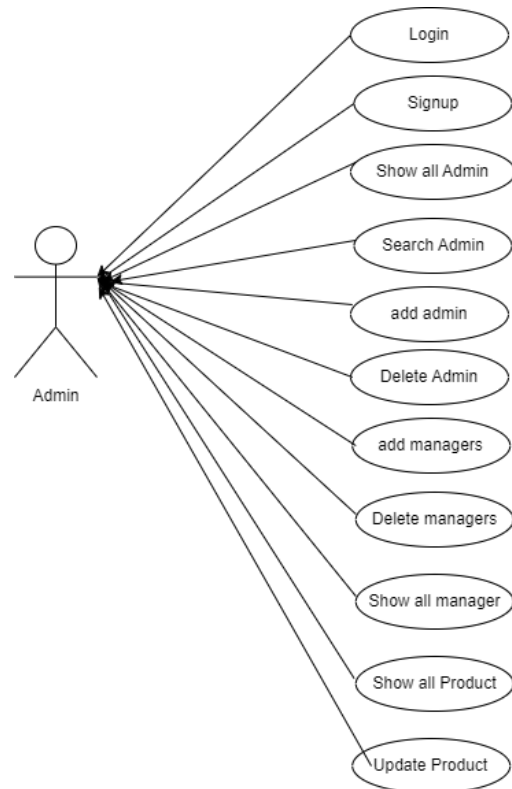 Login
Signup
Show all Admin
Search Admin
add admin
Delete Admin
Admin
add managers
Delete managers
Show all manager
Show all Product
Update Product